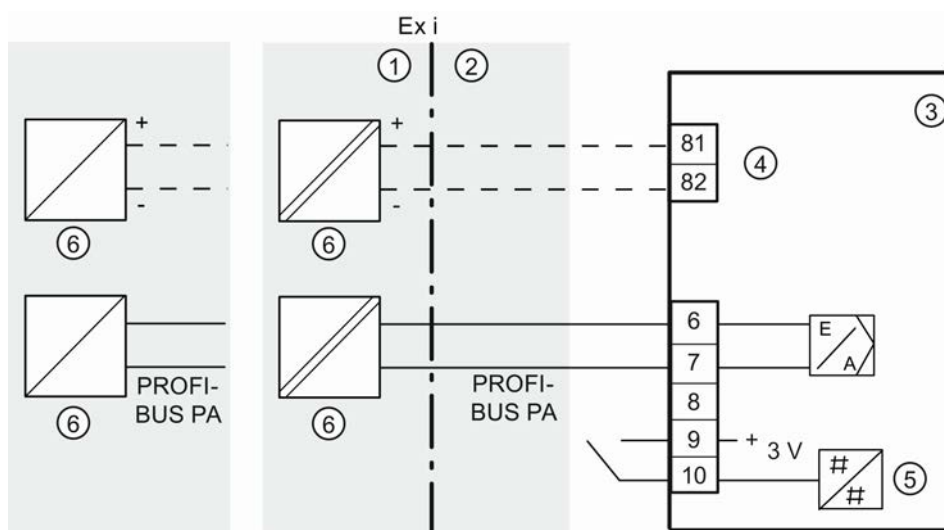 Ex i
① ②
③
+
-
⑥
+
-
⑥
81
82
④
PROFI-
BUS PA
⑥
PROFI-
BUS PA
⑥
6
7
8
9
10
E
A
+ 3 V
#
#
⑤